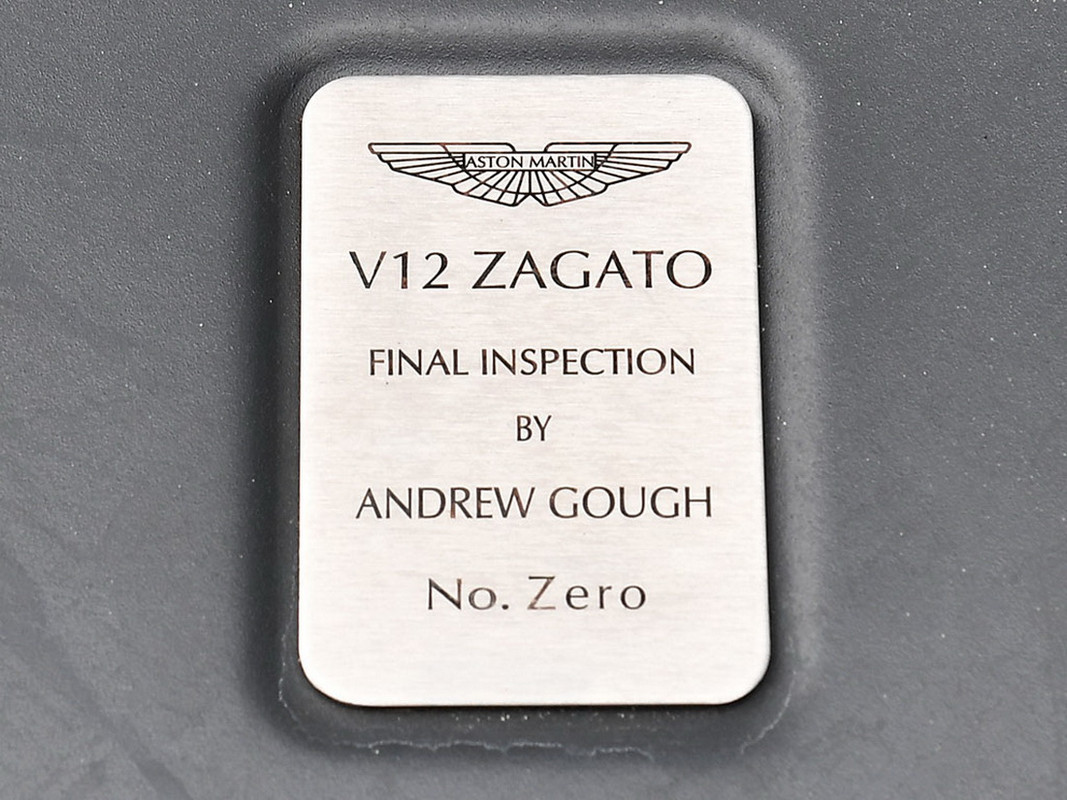 ASTON MARTIN
V12 ZAGATO
FINAL INSPECTION
BY
ANDREW GOUGH
No. Zero